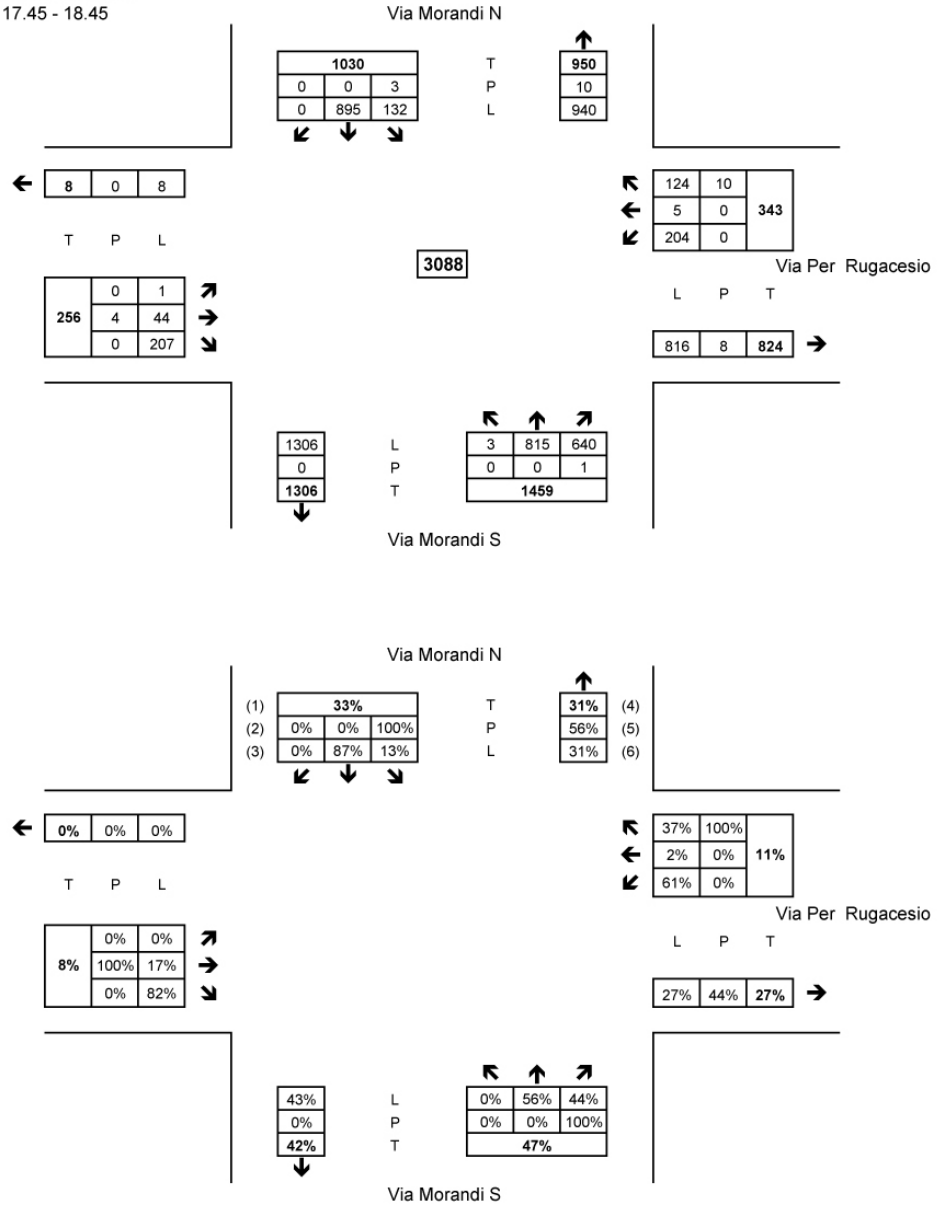 17.45 - 18.45
Via Morandi N
1030 T 950
0 0 3 P 10
0 895 132 L 940
8 0 8
124 10
5 0 343
204 0
T P L
3088
Via Per Rugacesio
0 1
256 4 44
0 207
L P T
816 8 824
1306 L 3 815 640
0 P 0 0 1
1306 T 1459
Via Morandi S
Via Morandi N
(1) 33% T 31% (4)
(2) 0% 0% 100% P 56% (5)
(3) 0% 87% 13% L 31% (6)
0% 0% 0%
37% 100%
2% 0% 11%
61% 0%
T P L
Via Per Rugacesio
0% 0%
8% 100% 17%
0% 82%
L P T
27% 44% 27%
43% L 0% 56% 44%
0% P 0% 0% 100%
42% T 47%
Via Morandi S